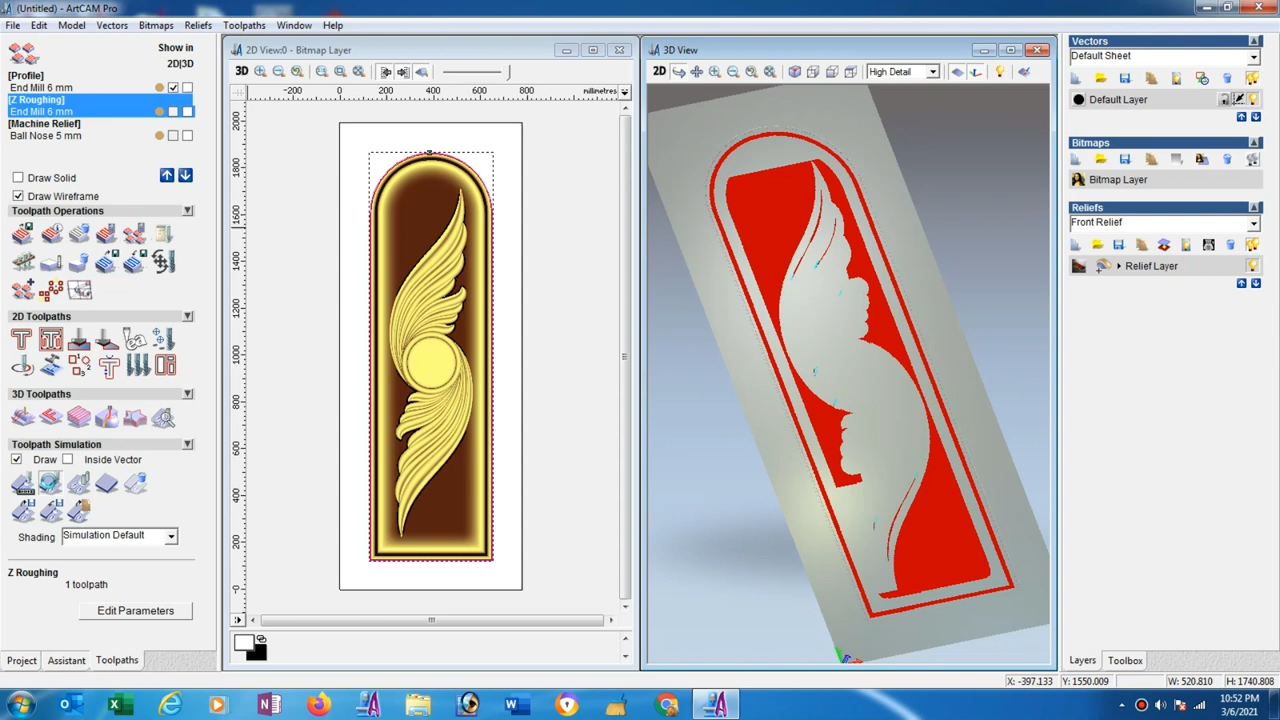 (Untitled) - ArtCAM Pro
File Edit Model Vectors Bitmaps Reliefs Toolpaths Window Help
Show in
2D|3D
[Profile]
End Mill 6 mm
[Z Roughing]
End Mill 6 mm
[Machine Relief]
Ball Nose 5 mm
Draw Solid
Draw Wireframe
Toolpath Operations
2D Toolpaths
3D Toolpaths
Toolpath Simulation
Draw Inside Vector
Shading Simulation Default
Z Roughing
1 toolpath
Edit Parameters
Project Assistant Toolpaths
2D View:0 - Bitmap Layer
3D
-200 0 200 400 600 800 millimetres
2000
1800
1600
1400
1200
1000
800
600
400
200
-0
3D View
2D High Detail
Vectors
Default Sheet
Default Layer
Bitmaps
Bitmap Layer
Reliefs
Front Relief
Relief Layer
Layers Toolbox
X: -397.133 Y: 1550.009 W: 520.810 H: 1740.808
10:52 PM
3/6/2021